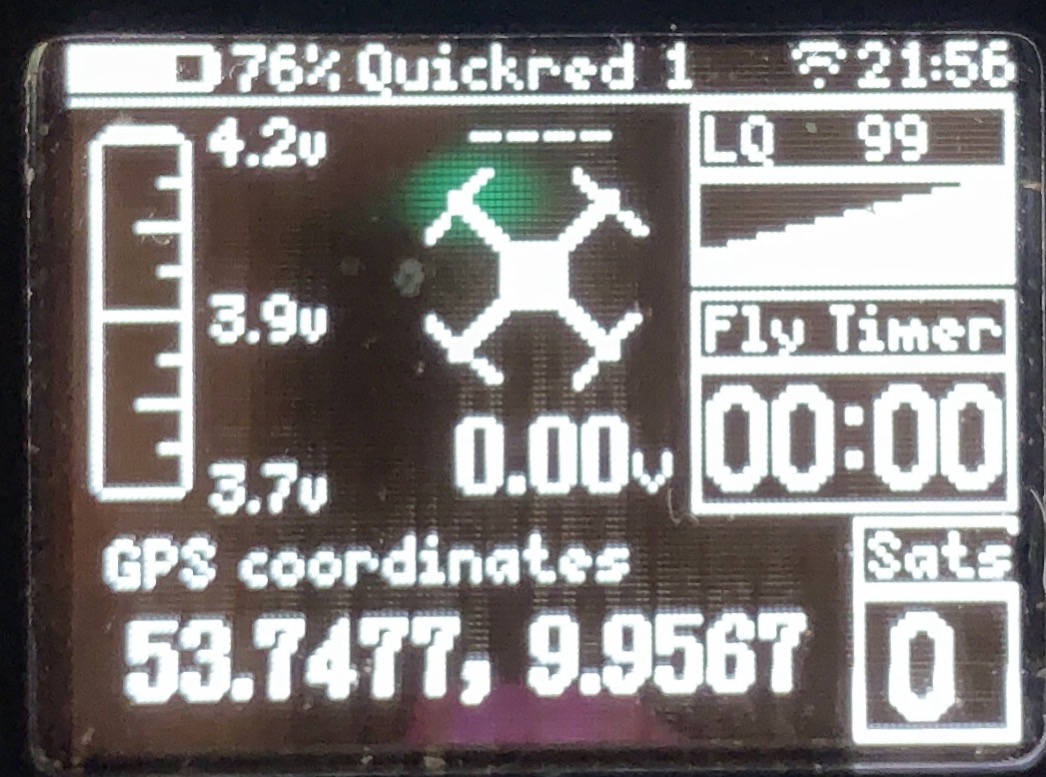 76% Quickred 1 21:56
4.2v
----
LQ 99
3.9v
Fly Timer
00:00
0.00v
3.7v
GPS coordinates
53.7477, 9.9567
Sats
0